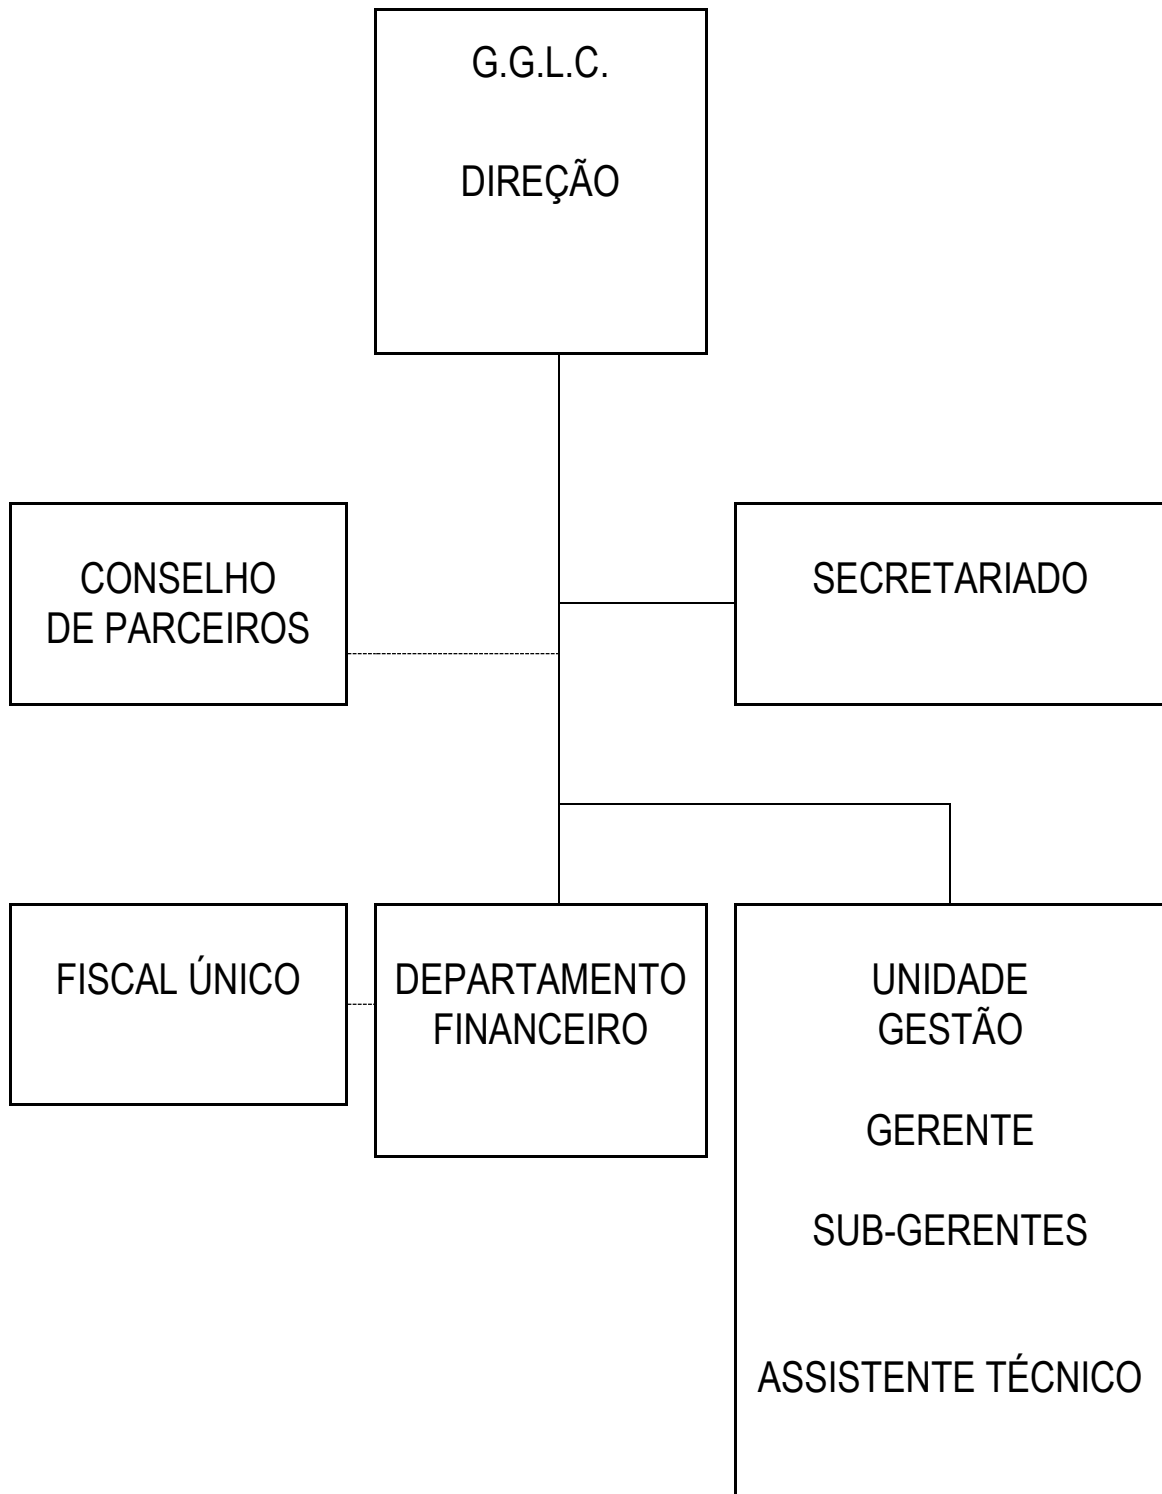 G.G.L.C.
DIREÇÃO
CONSELHO
DE PARCEIROS
SECRETARIADO
FISCAL ÚNICO
DEPARTAMENTO
FINANCEIRO
UNIDADE
GESTÃO
GERENTE
SUB-GERENTES
ASSISTENTE TÉCNICO